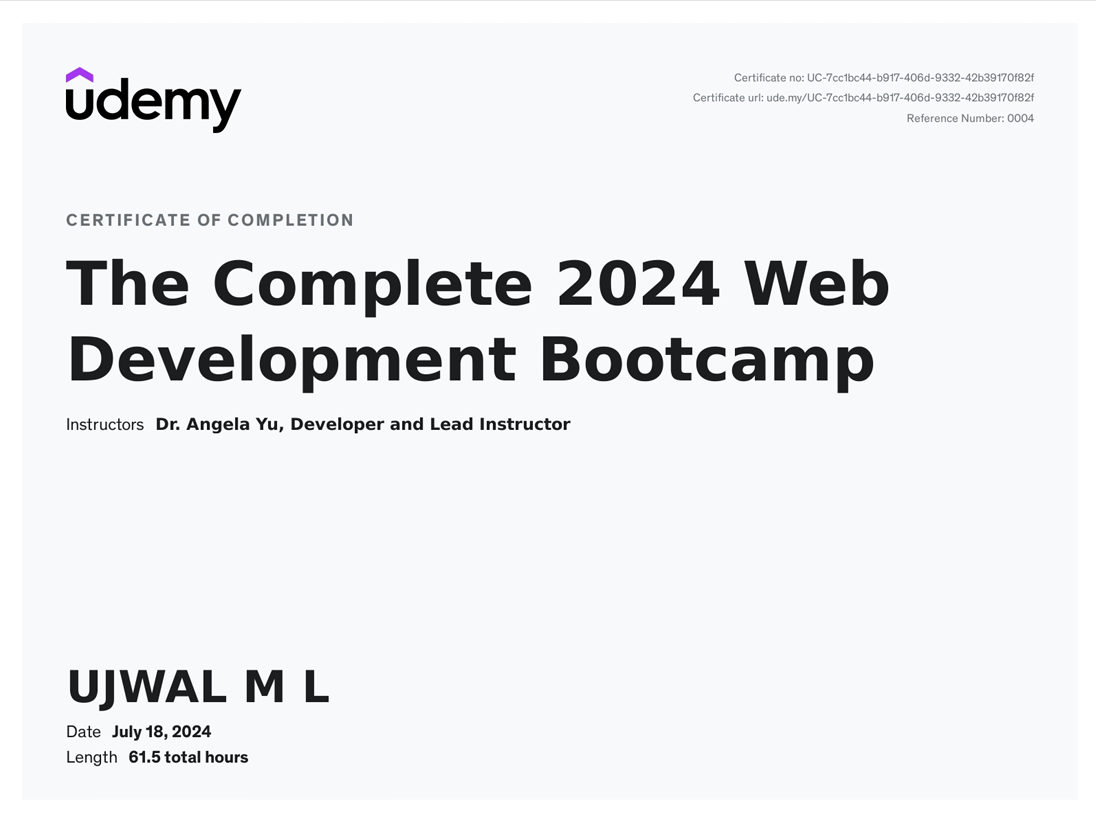 udemy
Certificate no: UC-7cc1bc44-b917-406d-9332-42b39170f82f
Certificate url: ude.my/UC-7cc1bc44-b917-406d-9332-42b39170f82f
Reference Number: 0004
CERTIFICATE OF COMPLETION
The Complete 2024 Web
Development Bootcamp
Instructors Dr. Angela Yu, Developer and Lead Instructor
UJWAL M L
Date July 18, 2024
Length 61.5 total hours